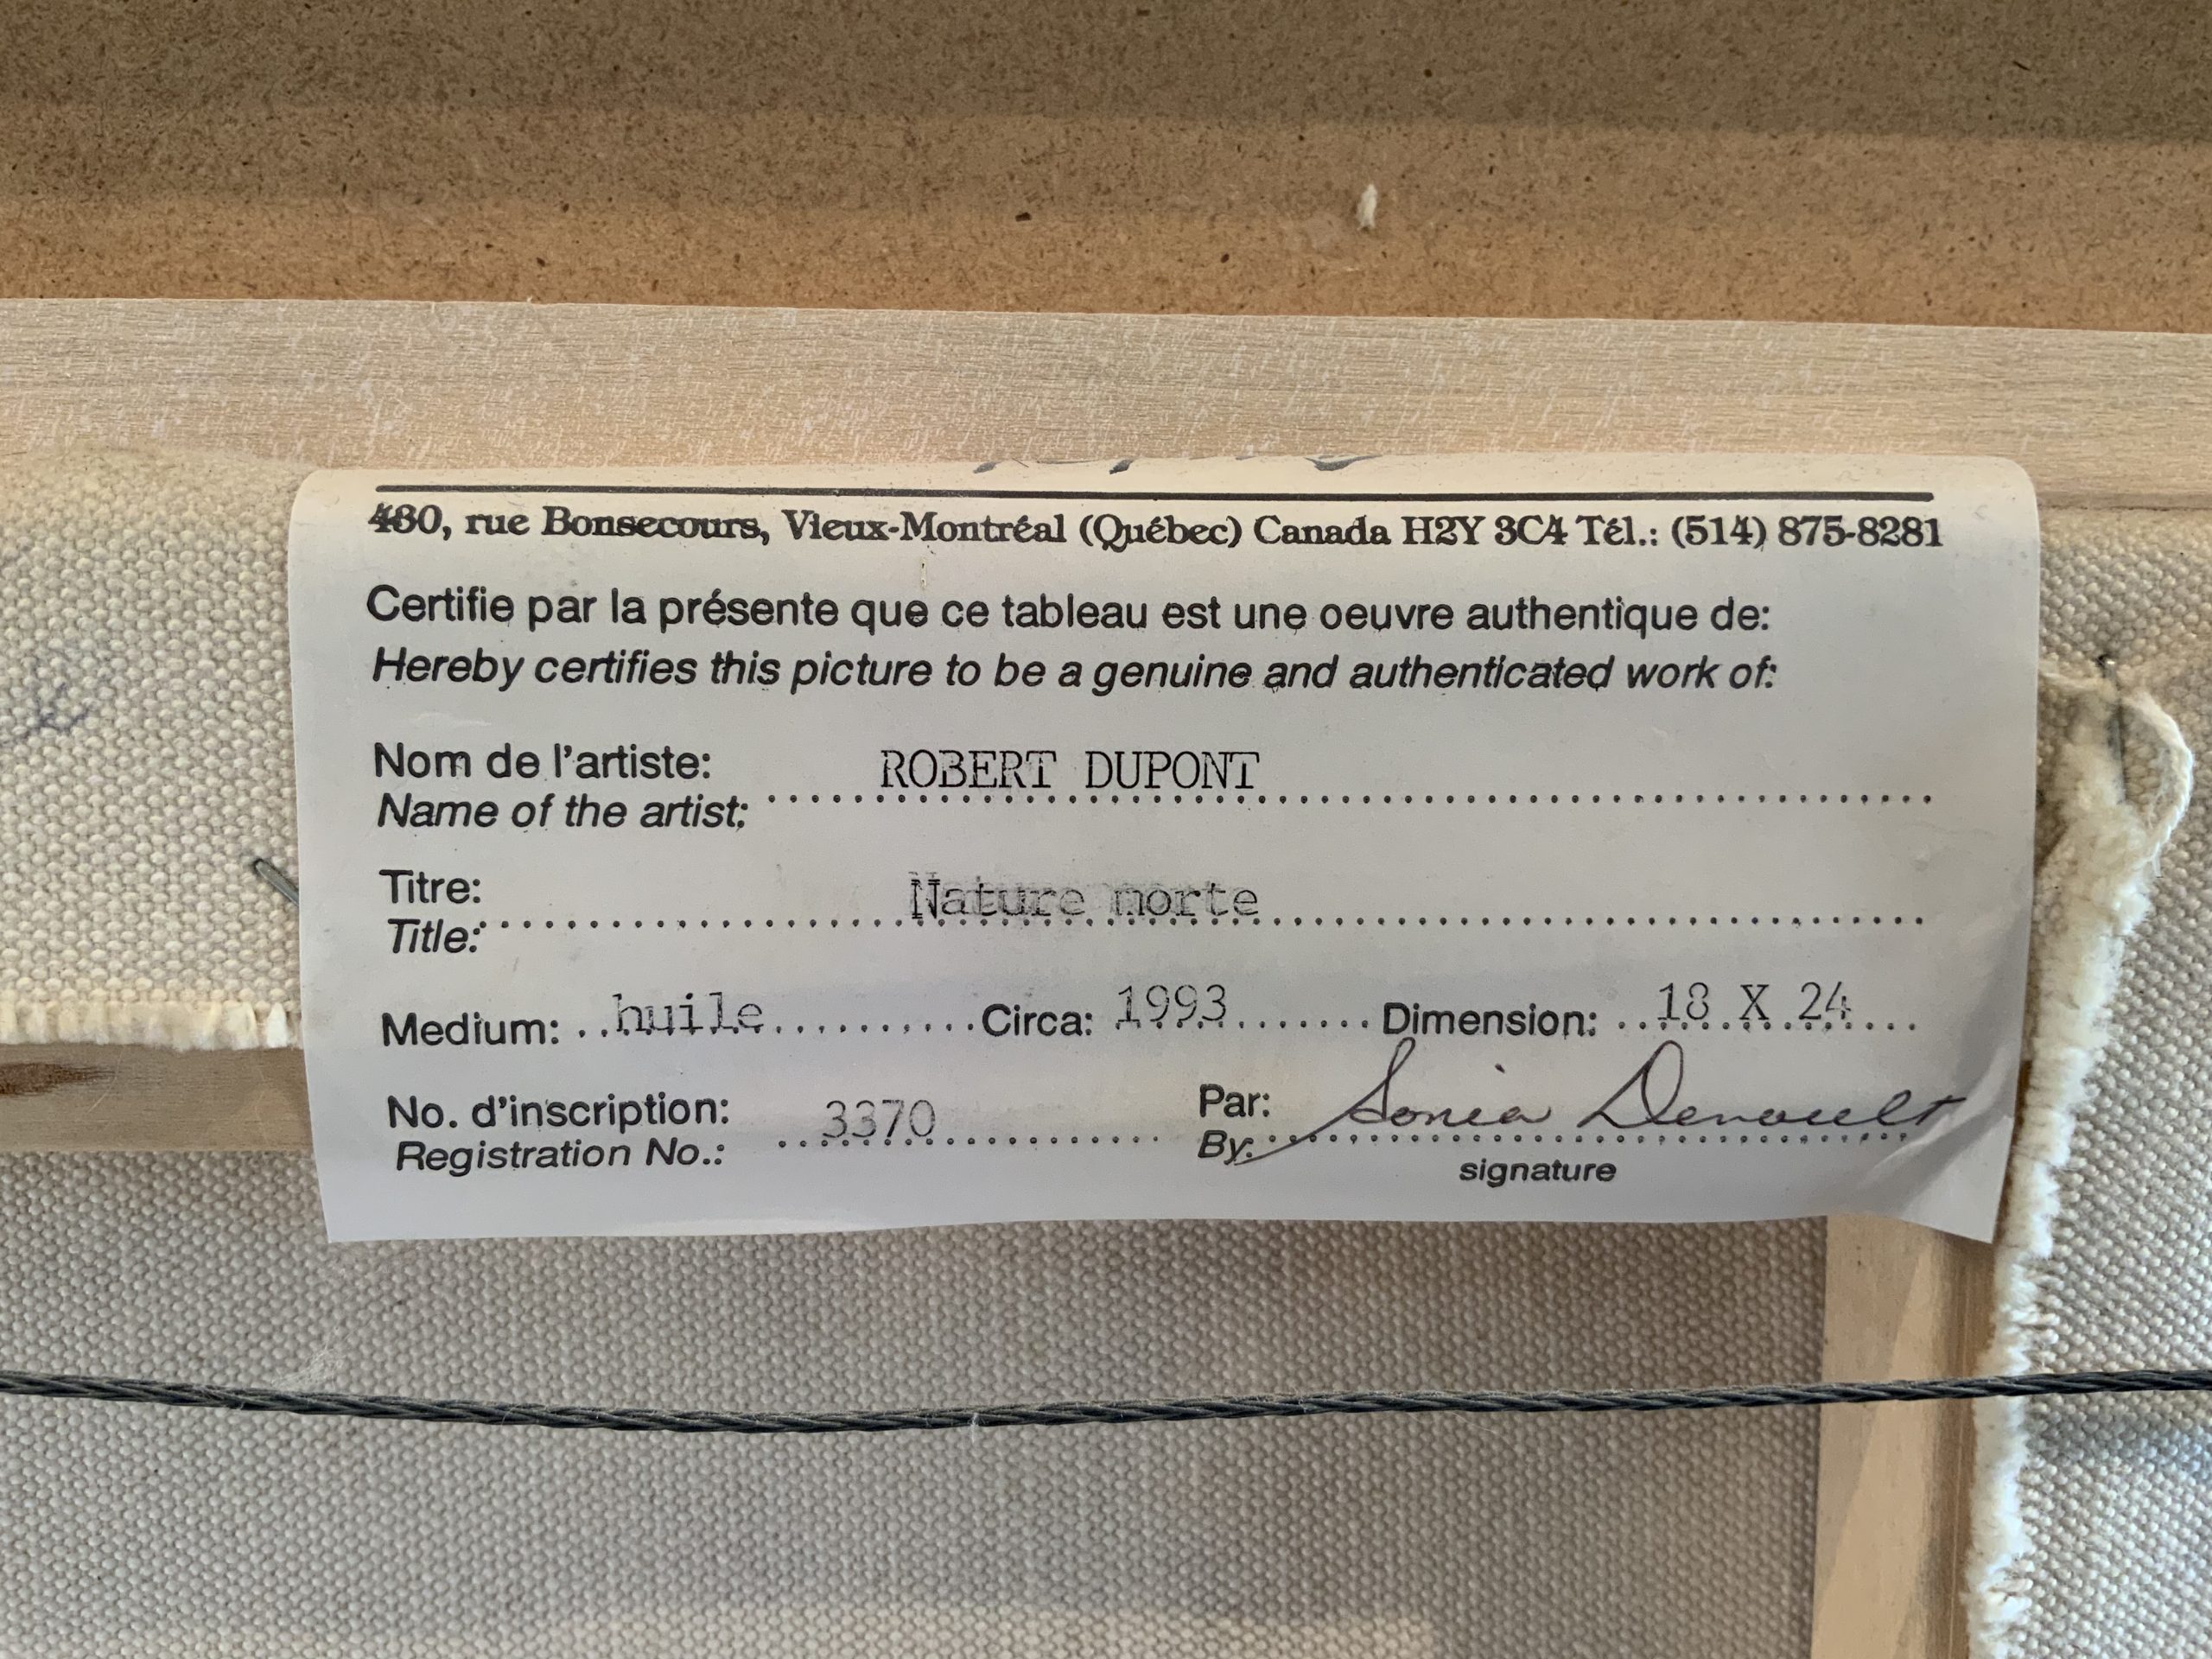 430, rue Bonsecours, Vieux-Montréal (Québec) Canada H2Y 3C4 Tél.: (514) 875-8281
Certifie par la présente que ce tableau est une oeuvre authentique de:
Hereby certifies this picture to be a genuine and authenticated work of:
Nom de l'artiste: ROBERT DUPONT
Name of the artist:
Titre: Nature morte
Title:
Medium: huile Circa: 1993 Dimension: 18 X 24
No. d'inscription: 3370 Par: Sonia Denault
Registration No.: By:
signature